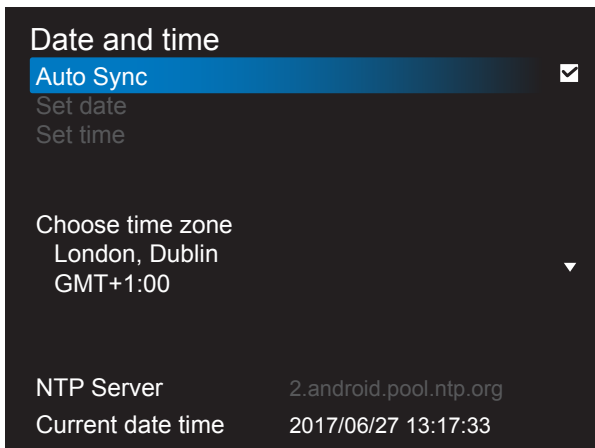 Date and time
Auto Sync
Set date
Set time
Choose time zone
London, Dublin
GMT+1:00
NTP Server 2.android.pool.ntp.org
Current date time 2017/06/27 13:17:33